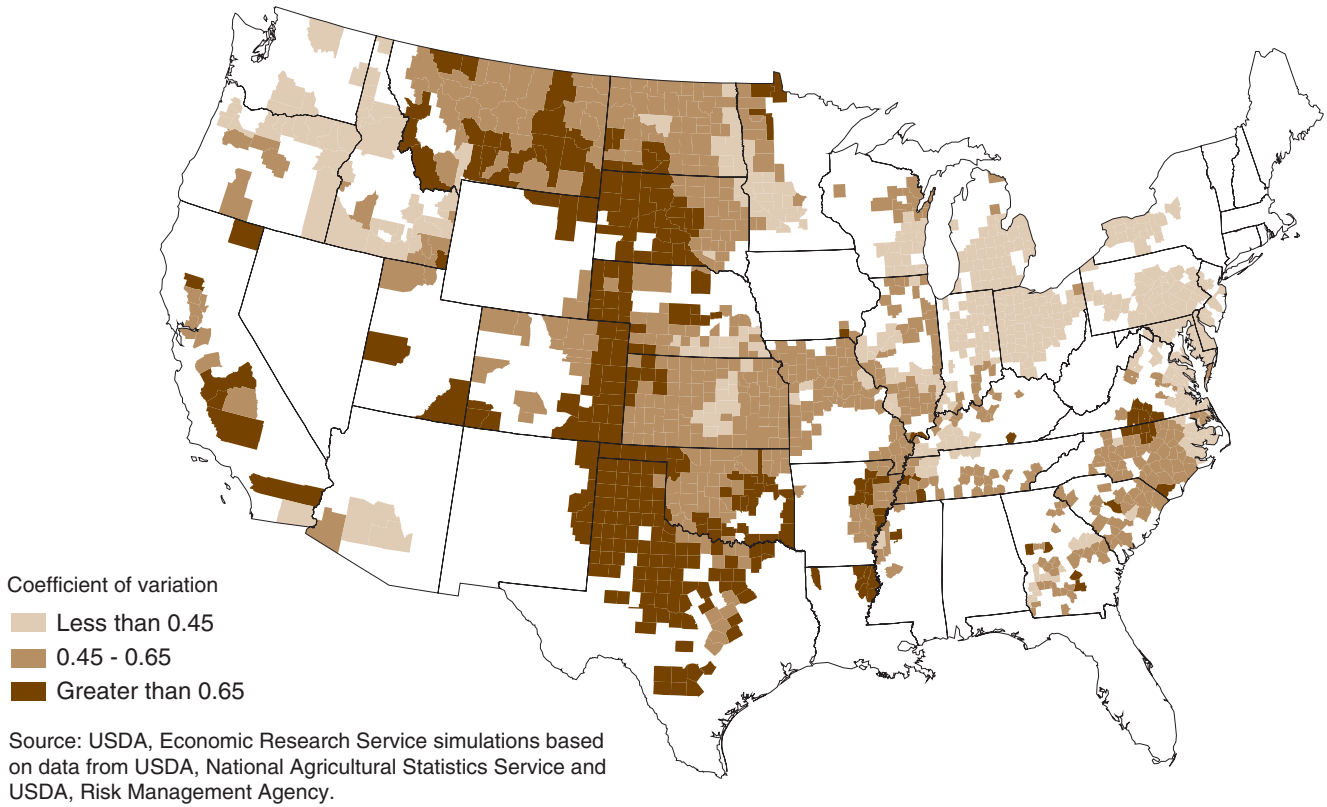 Coefficient of variation
Less than 0.45
0.45 - 0.65
Greater than 0.65
Source: USDA, Economic Research Service simulations based
on data from USDA, National Agricultural Statistics Service and
USDA, Risk Management Agency.